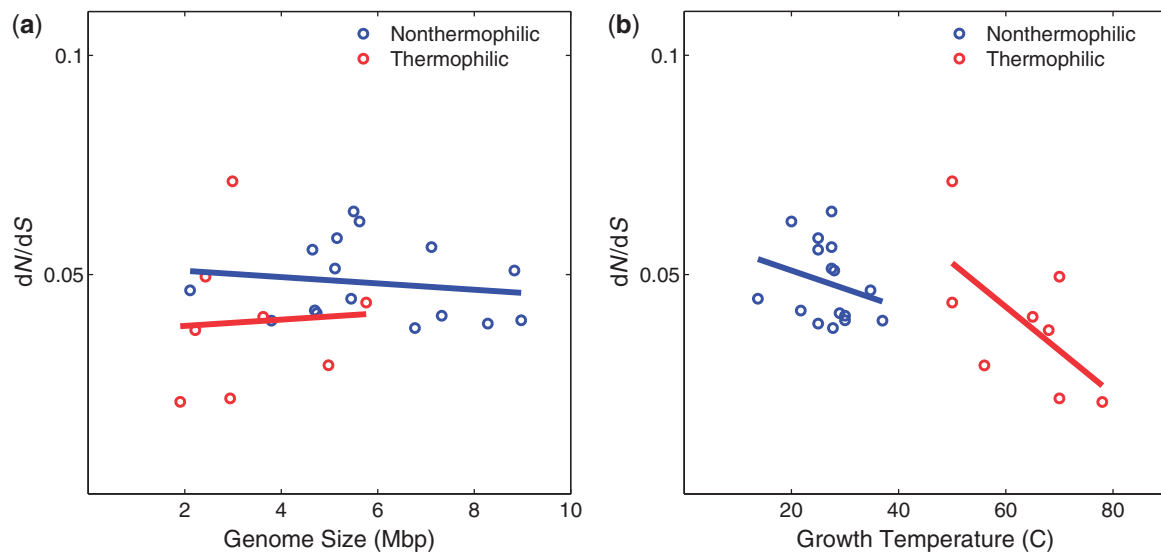 (a)
0.1
Nonthermophilic
Thermophilic
dN/dS
0.05
2 4 6 8 10
Genome Size (Mbp)
(b)
0.1
Nonthermophilic
Thermophilic
dN/dS
0.05
20 40 60 80
Growth Temperature (C)